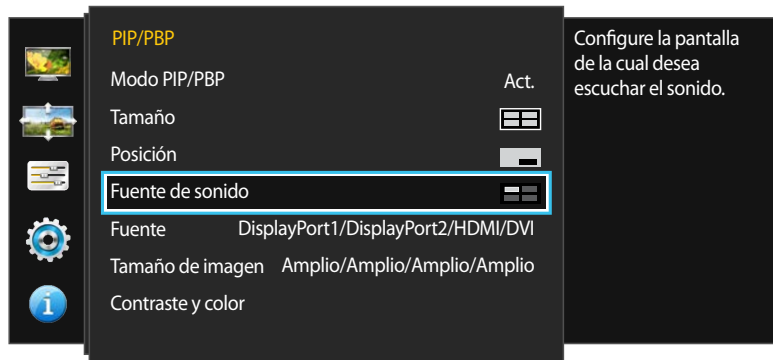 PIP/PBP
Modo PIP/PBP Act.
Tamaño
Posición
Fuente de sonido
Fuente DisplayPort1/DisplayPort2/HDMI/DVI
Tamaño de imagen Amplio/Amplio/Amplio/Amplio
Contraste y color
Configure la pantalla
de la cual desea
escuchar el sonido.